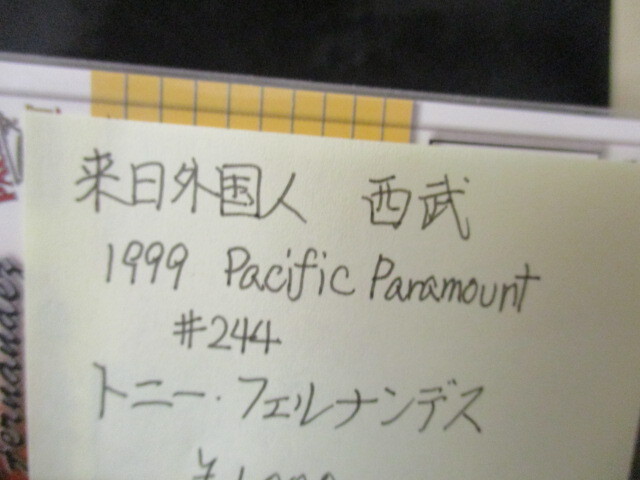 来日外国人 西武
1999 Pacific Paramount
#244
トニー・フェルナンデス